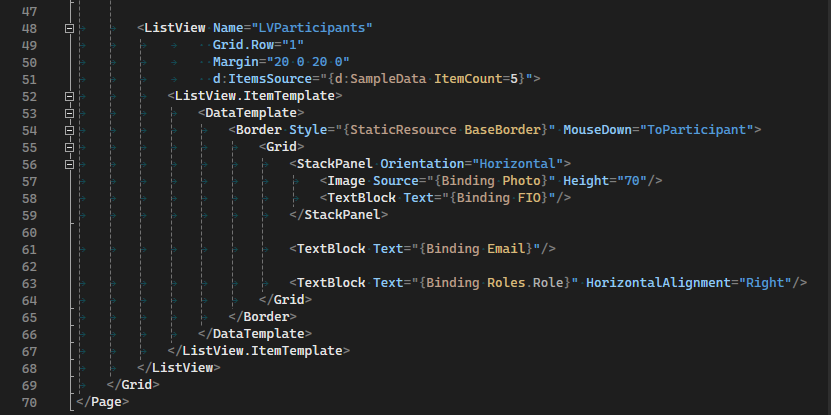 47
48 <ListView Name="LVParticipants"
49 Grid.Row="1"
50 Margin="20 0 20 0"
51 d:ItemsSource="{d:SampleData ItemCount=5}">
52 <ListView.ItemTemplate>
53 <DataTemplate>
54 <Border Style="{StaticResource BaseBorder}" MouseDown="ToParticipant">
55 <Grid>
56 <StackPanel Orientation="Horizontal">
57 <Image Source="{Binding Photo}" Height="70"/>
58 <TextBlock Text="{Binding FIO}"/>
59 </StackPanel>
60
61 <TextBlock Text="{Binding Email}"/>
62
63 <TextBlock Text="{Binding Roles.Role}" HorizontalAlignment="Right"/>
64 </Grid>
65 </Border>
66 </DataTemplate>
67 </ListView.ItemTemplate>
68 </ListView>
69 </Grid>
70 </Page>